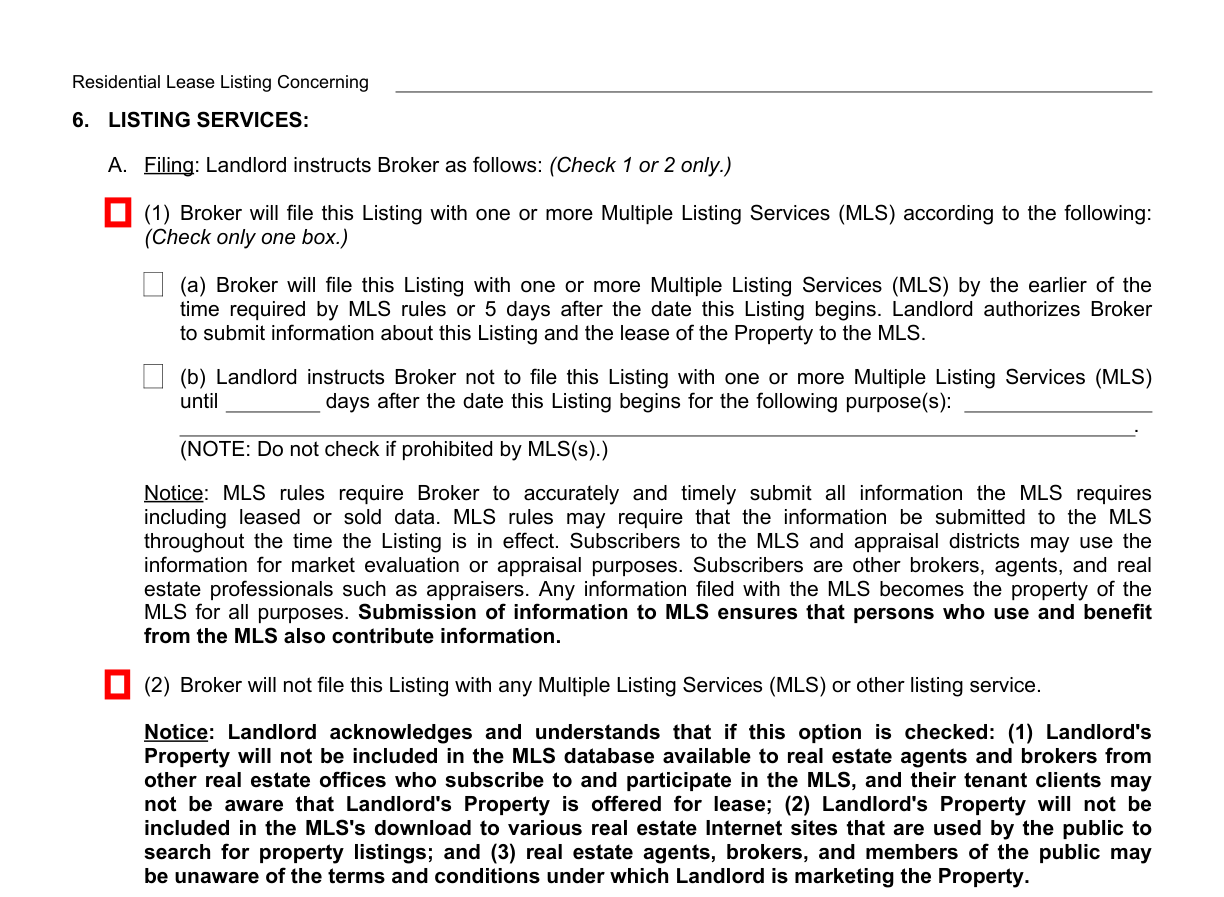 Residential Lease Listing Concerning
6. LISTING SERVICES:
A. Filing: Landlord instructs Broker as follows: (Check 1 or 2 only.)
(1) Broker will file this Listing with one or more Multiple Listing Services (MLS) according to the following:
(Check only one box.)
(a) Broker will file this Listing with one or more Multiple Listing Services (MLS) by the earlier of the
time required by MLS rules or 5 days after the date this Listing begins. Landlord authorizes Broker
to submit information about this Listing and the lease of the Property to the MLS.
(b) Landlord instructs Broker not to file this Listing with one or more Multiple Listing Services (MLS)
until ________ days after the date this Listing begins for the following purpose(s): ________________
________________.
(NOTE: Do not check if prohibited by MLS(s).)
Notice: MLS rules require Broker to accurately and timely submit all information the MLS requires
including leased or sold data. MLS rules may require that the information be submitted to the MLS
throughout the time the Listing is in effect. Subscribers to the MLS and appraisal districts may use the
information for market evaluation or appraisal purposes. Subscribers are other brokers, agents, and real
estate professionals such as appraisers. Any information filed with the MLS becomes the property of the
MLS for all purposes. Submission of information to MLS ensures that persons who use and benefit
from the MLS also contribute information.
(2) Broker will not file this Listing with any Multiple Listing Services (MLS) or other listing service.
Notice: Landlord acknowledges and understands that if this option is checked: (1) Landlord's
Property will not be included in the MLS database available to real estate agents and brokers from
other real estate offices who subscribe to and participate in the MLS, and their tenant clients may
not be aware that Landlord's Property is offered for lease; (2) Landlord's Property will not be
included in the MLS's download to various real estate Internet sites that are used by the public to
search for property listings; and (3) real estate agents, brokers, and members of the public may
be unaware of the terms and conditions under which Landlord is marketing the Property.